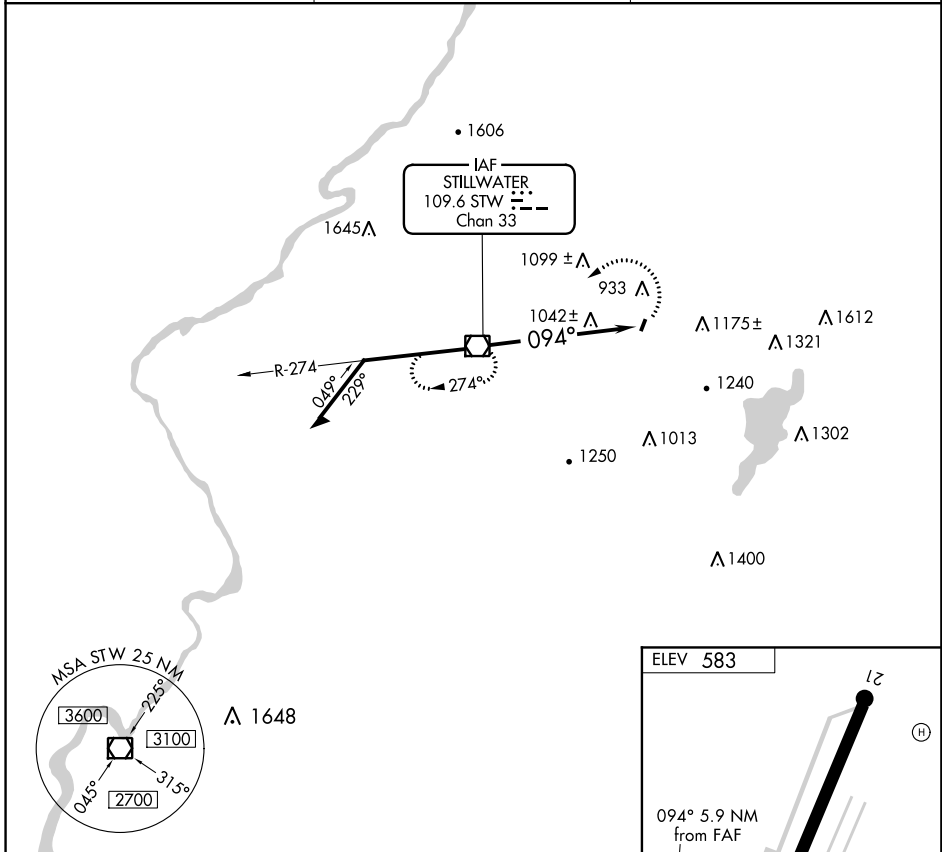 1606
IAF
STILLWATER
109.6 STW
Chan 33
1645
1099 ±
933
1042±
094°
1175±
1612
1321
R-274
049°
229°
274°
1240
1013
1302
1250
1400
MSA STW 25 NM
3600
225°
3100
045°
315°
2700
1648
ELEV 583
21
H
094° 5.9 NM
from FAF